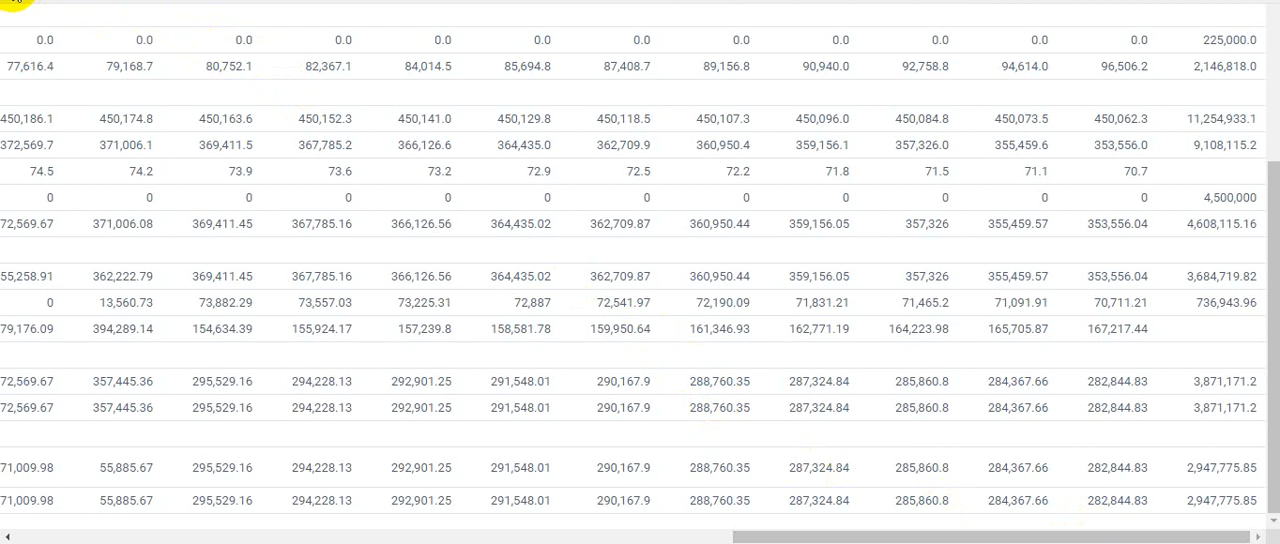 0.0 0.0 0.0 0.0 0.0 0.0 0.0 0.0 0.0 0.0 0.0 0.0 225,000.0
77,616.4 79,168.7 80,752.1 82,367.1 84,014.5 85,694.8 87,408.7 89,156.8 90,940.0 92,758.8 94,614.0 96,506.2 2,146,818.0
450,186.1 450,174.8 450,163.6 450,152.3 450,141.0 450,129.8 450,118.5 450,107.3 450,096.0 450,084.8 450,073.5 450,062.3 11,254,933.1
372,569.7 371,006.1 369,411.5 367,785.2 366,126.6 364,435.0 362,709.9 360,950.4 359,156.1 357,326.0 355,459.6 353,556.0 9,108,115.2
74.5 74.2 73.9 73.6 73.2 72.9 72.5 72.2 71.8 71.5 71.1 70.7
0 0 0 0 0 0 0 0 0 0 0 0 4,500,000
72,569.67 371,006.08 369,411.45 367,785.16 366,126.56 364,435.02 362,709.87 360,950.44 359,156.05 357,326 355,459.57 353,556.04 4,608,115.16
55,258.91 362,222.79 369,411.45 367,785.16 366,126.56 364,435.02 362,709.87 360,950.44 359,156.05 357,326 355,459.57 353,556.04 3,684,719.82
0 13,560.73 73,882.29 73,557.03 73,225.31 72,887 72,541.97 72,190.09 71,831.21 71,465.2 71,091.91 70,711.21 736,943.96
79,176.09 394,289.14 154,634.39 155,924.17 157,239.8 158,581.78 159,950.64 161,346.93 162,771.19 164,223.98 165,705.87 167,217.44
72,569.67 357,445.36 295,529.16 294,228.13 292,901.25 291,548.01 290,167.9 288,760.35 287,324.84 285,860.8 284,367.66 282,844.83 3,871,171.2
72,569.67 357,445.36 295,529.16 294,228.13 292,901.25 291,548.01 290,167.9 288,760.35 287,324.84 285,860.8 284,367.66 282,844.83 3,871,171.2
71,009.98 55,885.67 295,529.16 294,228.13 292,901.25 291,548.01 290,167.9 288,760.35 287,324.84 285,860.8 284,367.66 282,844.83 2,947,775.85
71,009.98 55,885.67 295,529.16 294,228.13 292,901.25 291,548.01 290,167.9 288,760.35 287,324.84 285,860.8 284,367.66 282,844.83 2,947,775.85